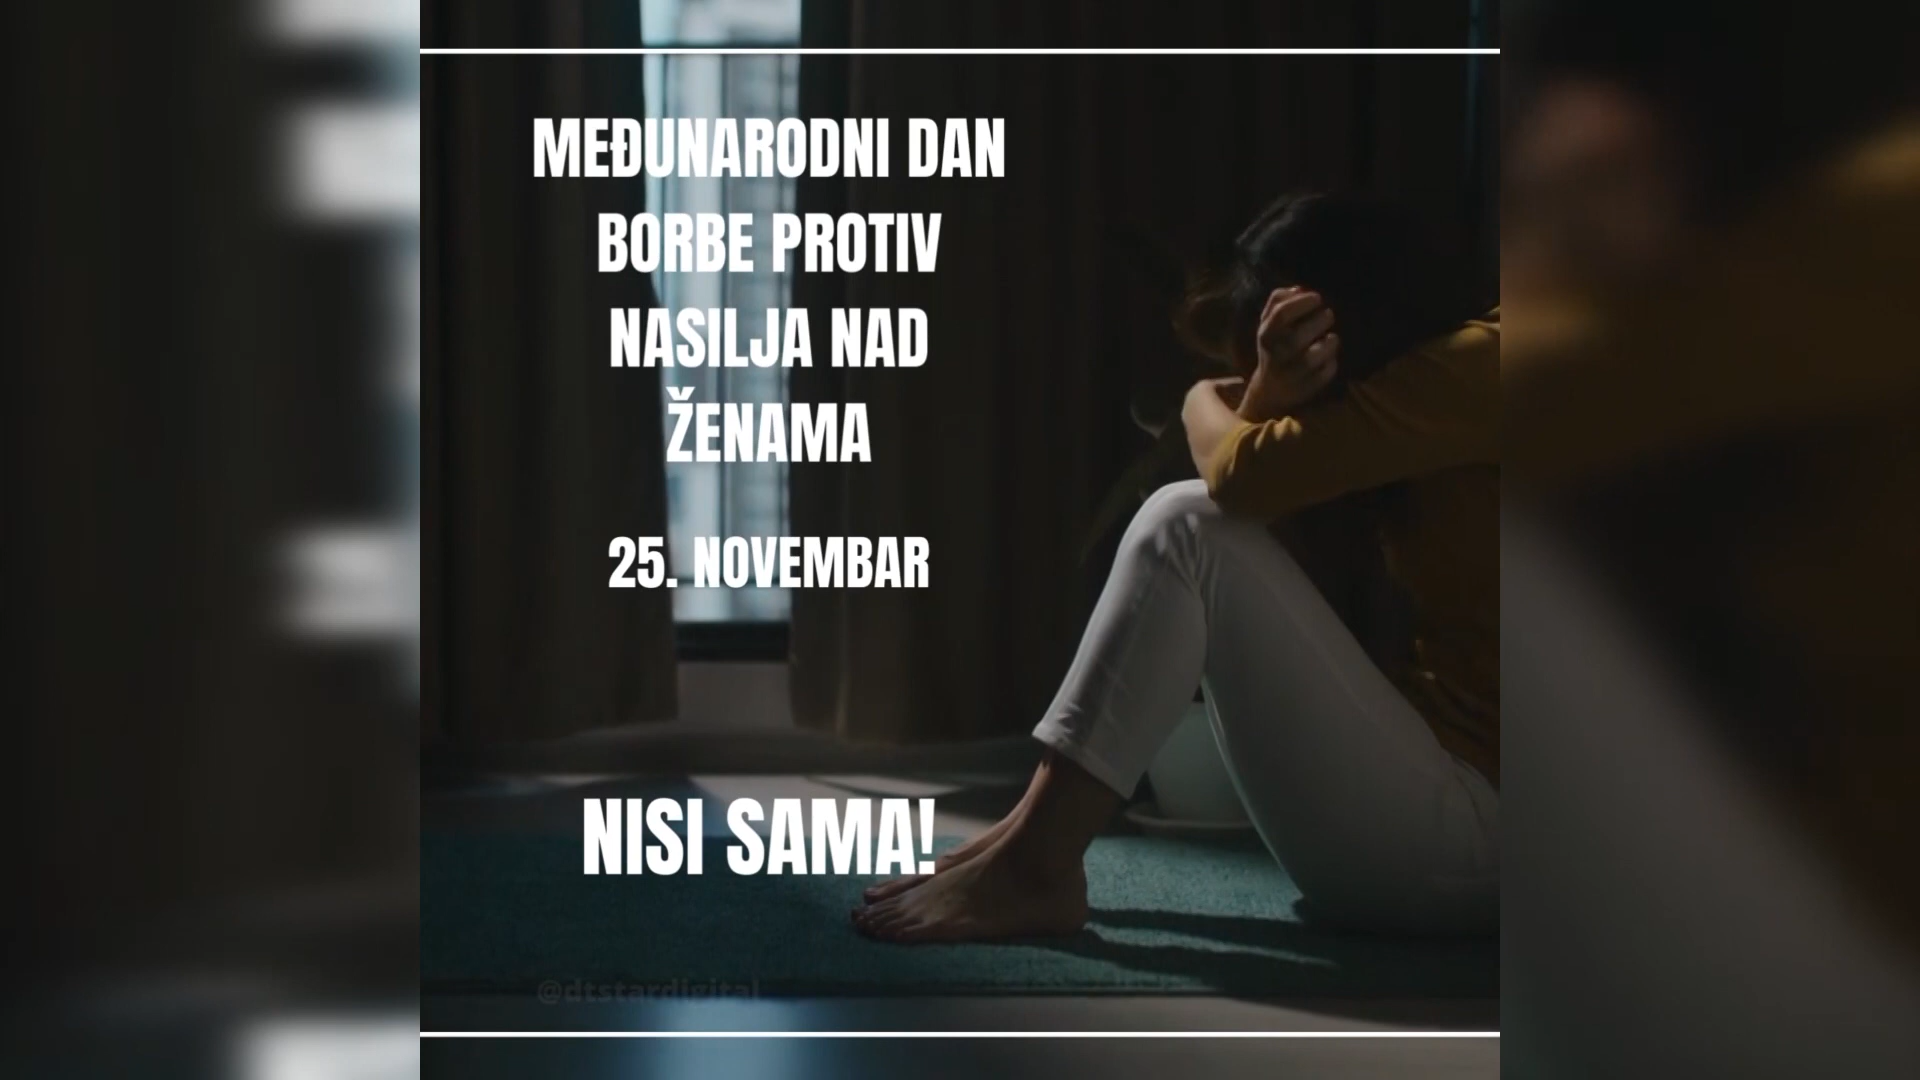 MEĐUNARODNI DAN
BORBE PROTIV
NASILJA NAD
ŽENAMA
25. NOVEMBAR
NISI SAMA!
@dtstardigital